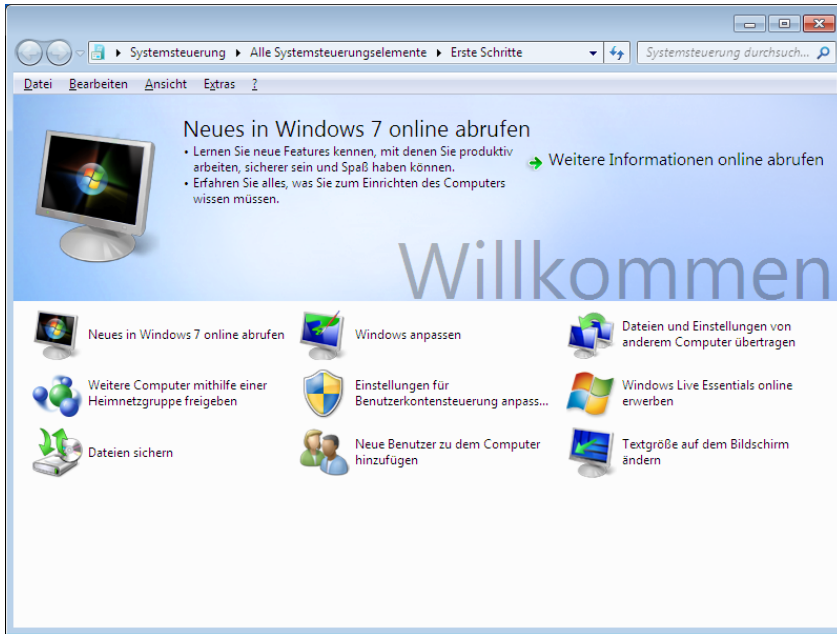 Systemsteuerung Alle Systemsteuerungselemente Erste Schritte
Systemsteuerung durchsuch...
Datei Bearbeiten Ansicht Extras ?
Neues in Windows 7 online abrufen
• Lernen Sie neue Features kennen, mit denen Sie produktiv
arbeiten, sicherer sein und Spaß haben können.
• Erfahren Sie alles, was Sie zum Einrichten des Computers
wissen müssen.
Weitere Informationen online abrufen
Willkommen
Neues in Windows 7 online abrufen
Windows anpassen
Dateien und Einstellungen von
anderem Computer übertragen
Weitere Computer mithilfe einer
Heimnetzgruppe freigeben
Einstellungen für
Benutzerkontensteuerung anpass...
Windows Live Essentials online
erwerben
Dateien sichern
Neue Benutzer zu dem Computer
hinzufügen
Textgröße auf dem Bildschirm
ändern